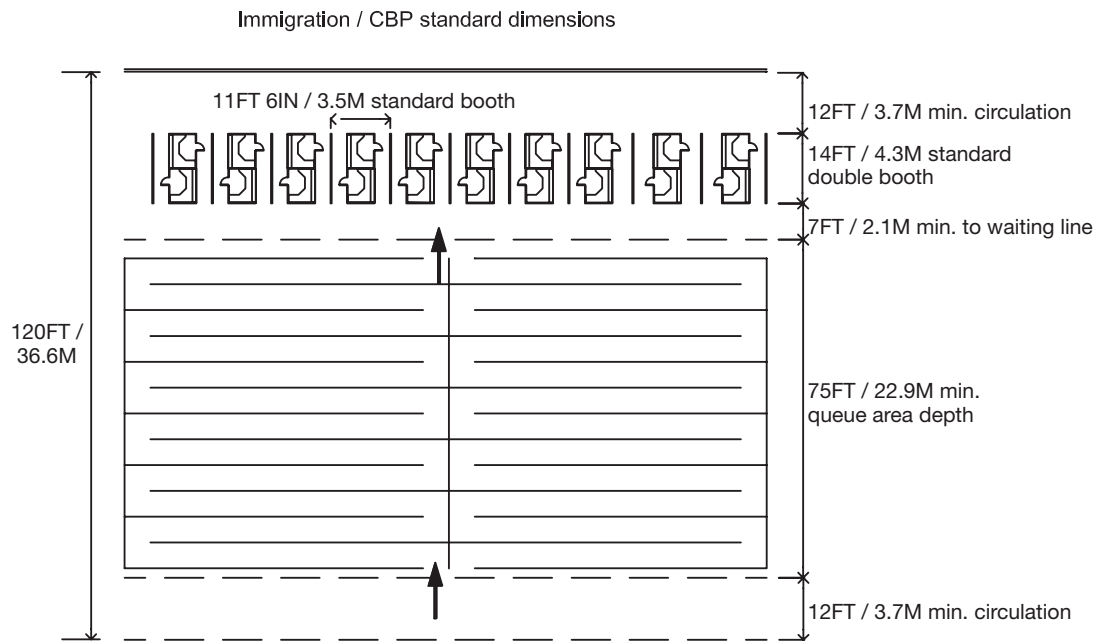 Immigration / CBP standard dimensions
11FT 6IN / 3.5M standard booth
12FT / 3.7M min. circulation
14FT / 4.3M standard
double booth
7FT / 2.1M min. to waiting line
120FT /
36.6M
75FT / 22.9M min.
queue area depth
12FT / 3.7M min. circulation